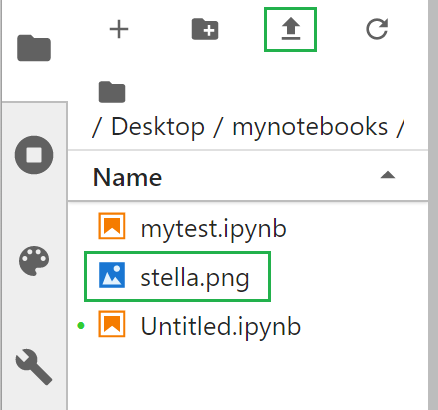 / Desktop / mynotebooks /
Name
mytest.ipynb
stella.png
Untitled.ipynb